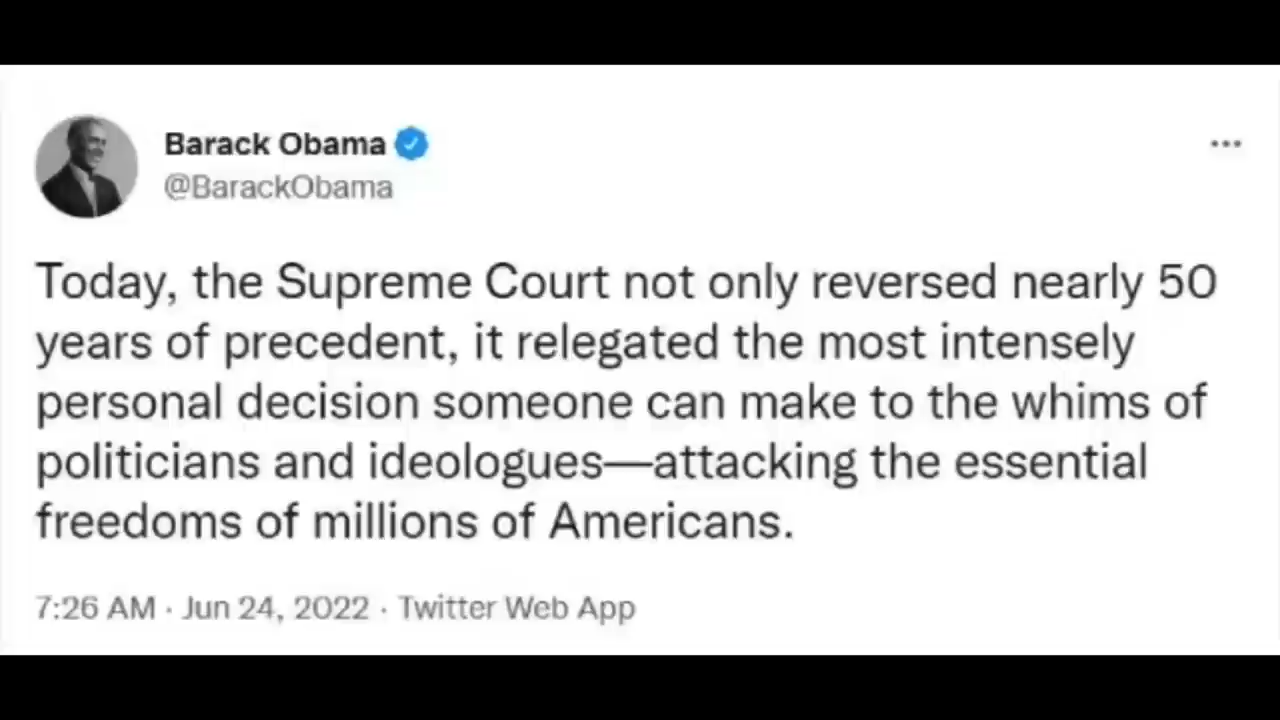 Barack Obama
@BarackObama
Today, the Supreme Court not only reversed nearly 50
years of precedent, it relegated the most intensely
personal decision someone can make to the whims of
politicians and ideologues—attacking the essential
freedoms of millions of Americans.
7:26 AM · Jun 24, 2022 · Twitter Web App